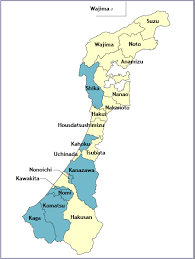 Wajima
Suzu
Wajima
Noto
Anamizu
Shika
Nanao
Nakanoto
Hakui
Houdatsushimizu
Kahoku
Uchinada
Tsubata
Nonoichi
Kanazawa
Kawakita
Nomi
Komatsu
Kaga
Hakusan